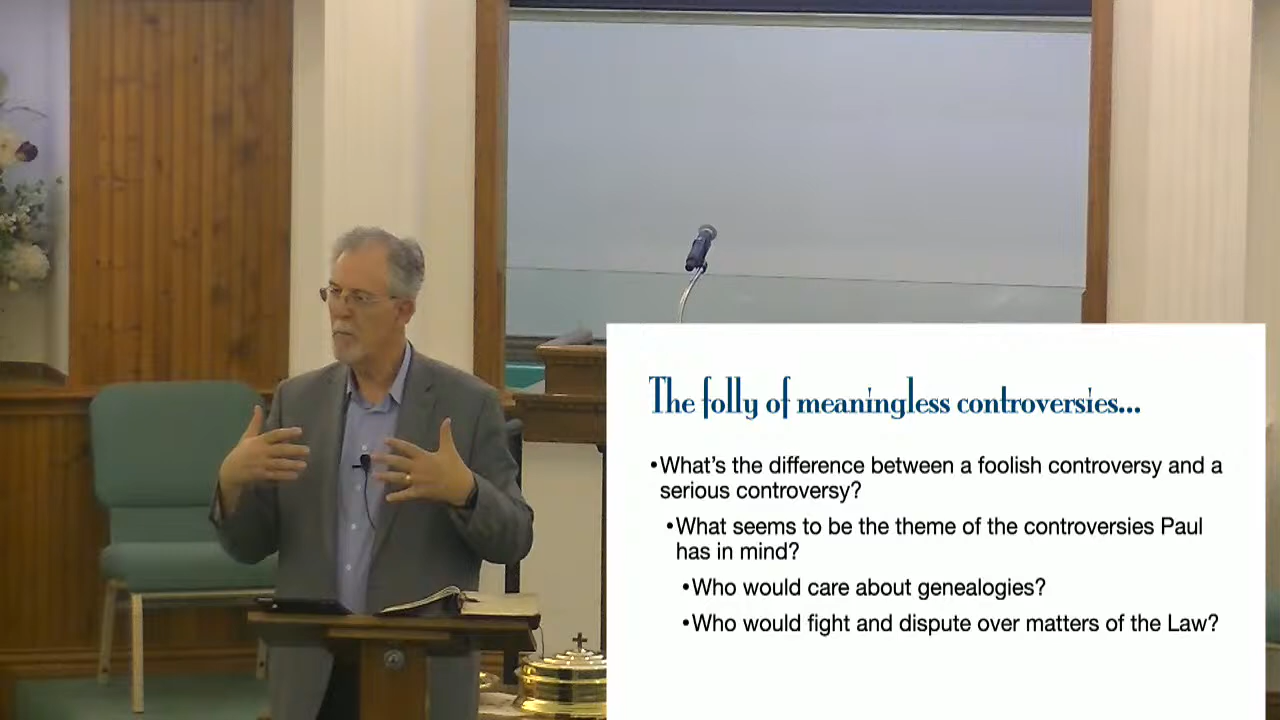 The folly of meaningless controversies...
•What's the difference between a foolish controversy and a
serious controversy?
•What seems to be the theme of the controversies Paul
has in mind?
•Who would care about genealogies?
•Who would fight and dispute over matters of the Law?